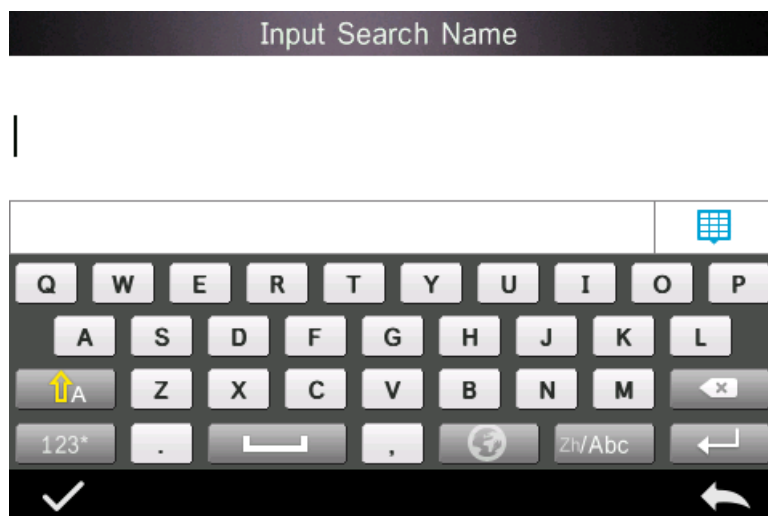 Input Search Name
Q W E R T Y U I O P
A S D F G H J K L
A Z X C V B N M
123* . , Zh/Abc